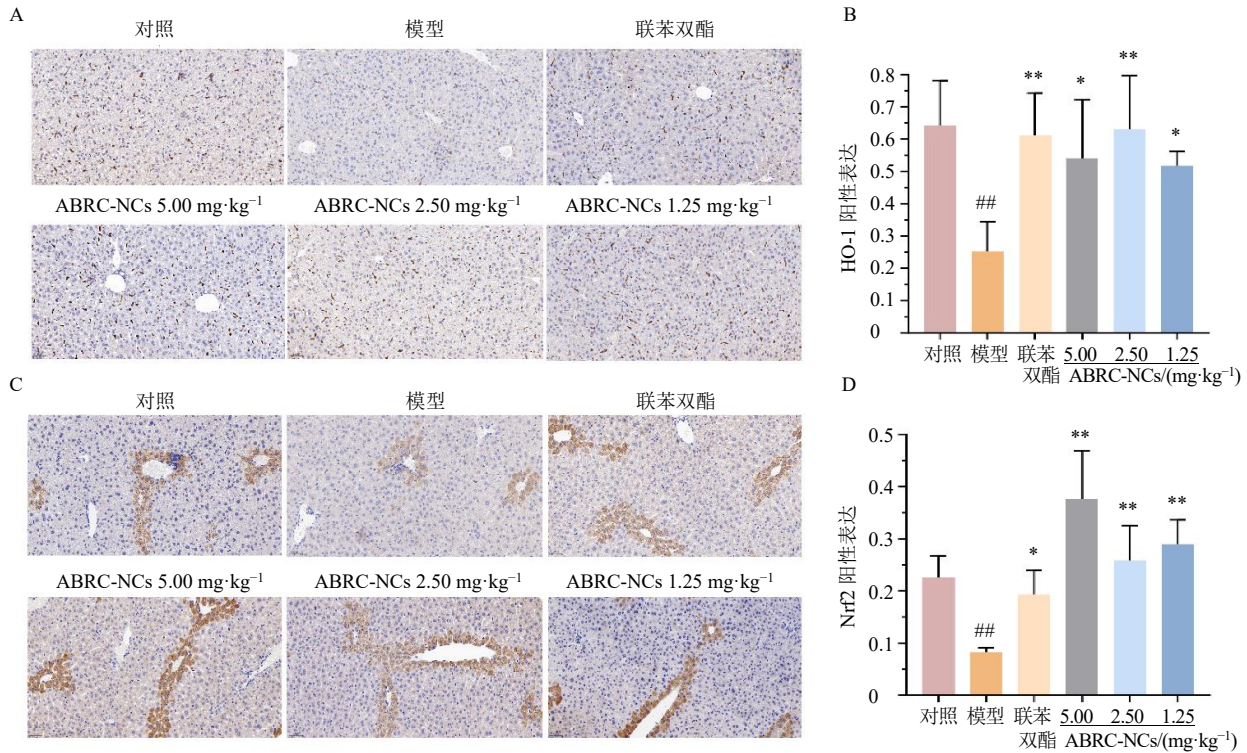 A
对照 模型 联苯双酯
ABRC-NCs 5.00 mg·kg⁻¹ ABRC-NCs 2.50 mg·kg⁻¹ ABRC-NCs 1.25 mg·kg⁻¹
B
HO-1 阳性表达
0.8
0.7
0.6
0.5
0.4
0.3
0.2
0.1
0
## ** * ** *
对照 模型 联苯 5.00 2.50 1.25
双酯 ABRC-NCs/(mg·kg⁻¹)
C
对照 模型 联苯双酯
ABRC-NCs 5.00 mg·kg⁻¹ ABRC-NCs 2.50 mg·kg⁻¹ ABRC-NCs 1.25 mg·kg⁻¹
D
Nrf2 阳性表达
0.5
0.4
0.3
0.2
0.1
0
## * ** ** **
对照 模型 联苯 5.00 2.50 1.25
双酯 ABRC-NCs/(mg·kg⁻¹)